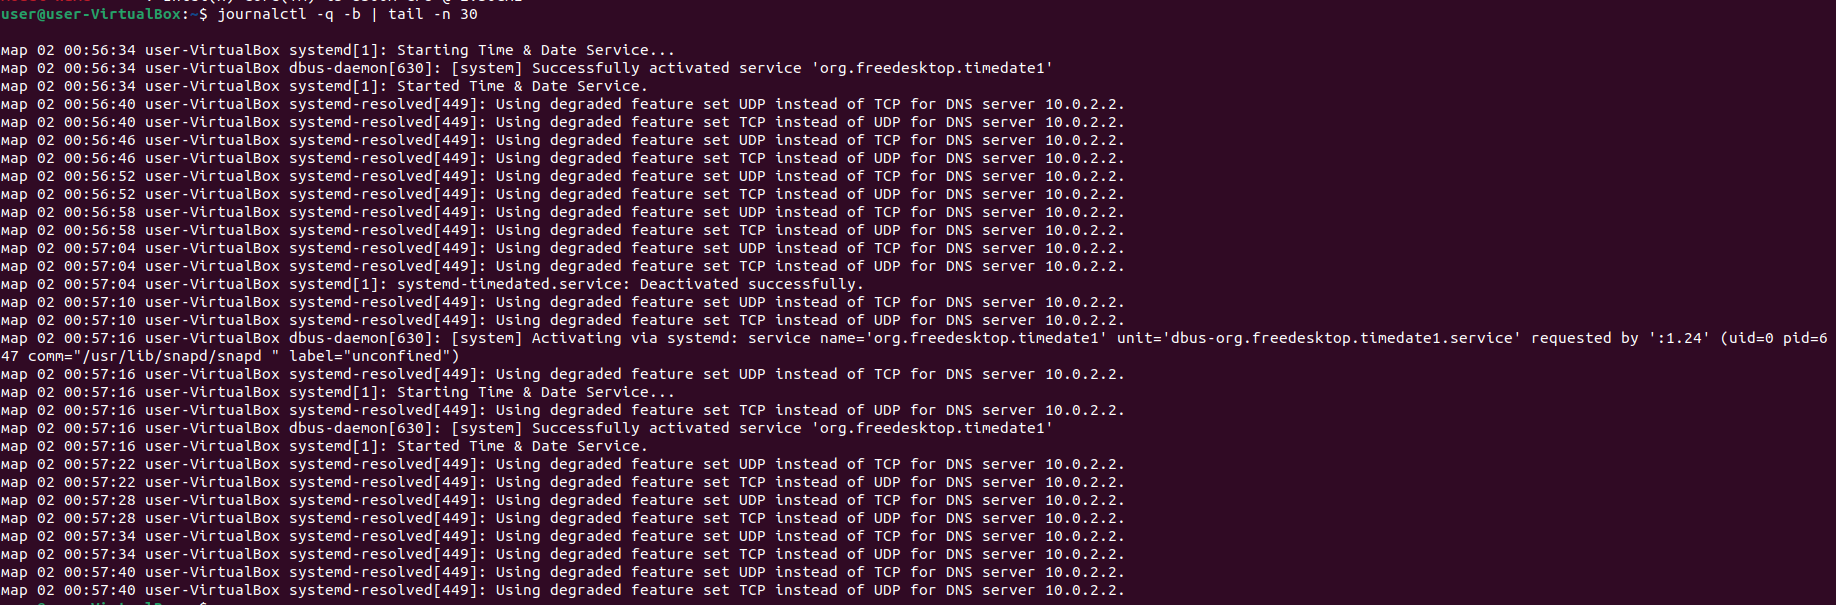 user@user-VirtualBox:~$ journalctl -q -b | tail -n 30
мар 02 00:56:34 user-VirtualBox systemd[1]: Starting Time & Date Service...
мар 02 00:56:34 user-VirtualBox dbus-daemon[630]: [system] Successfully activated service 'org.freedesktop.timedate1'
мар 02 00:56:34 user-VirtualBox systemd[1]: Started Time & Date Service.
мар 02 00:56:40 user-VirtualBox systemd-resolved[449]: Using degraded feature set UDP instead of TCP for DNS server 10.0.2.2.
мар 02 00:56:40 user-VirtualBox systemd-resolved[449]: Using degraded feature set TCP instead of UDP for DNS server 10.0.2.2.
мар 02 00:56:46 user-VirtualBox systemd-resolved[449]: Using degraded feature set UDP instead of TCP for DNS server 10.0.2.2.
мар 02 00:56:46 user-VirtualBox systemd-resolved[449]: Using degraded feature set TCP instead of UDP for DNS server 10.0.2.2.
мар 02 00:56:52 user-VirtualBox systemd-resolved[449]: Using degraded feature set UDP instead of TCP for DNS server 10.0.2.2.
мар 02 00:56:52 user-VirtualBox systemd-resolved[449]: Using degraded feature set TCP instead of UDP for DNS server 10.0.2.2.
мар 02 00:56:58 user-VirtualBox systemd-resolved[449]: Using degraded feature set UDP instead of TCP for DNS server 10.0.2.2.
мар 02 00:56:58 user-VirtualBox systemd-resolved[449]: Using degraded feature set TCP instead of UDP for DNS server 10.0.2.2.
мар 02 00:57:04 user-VirtualBox systemd-resolved[449]: Using degraded feature set UDP instead of TCP for DNS server 10.0.2.2.
мар 02 00:57:04 user-VirtualBox systemd-resolved[449]: Using degraded feature set TCP instead of UDP for DNS server 10.0.2.2.
мар 02 00:57:04 user-VirtualBox systemd[1]: systemd-timedated.service: Deactivated successfully.
мар 02 00:57:10 user-VirtualBox systemd-resolved[449]: Using degraded feature set UDP instead of TCP for DNS server 10.0.2.2.
мар 02 00:57:10 user-VirtualBox systemd-resolved[449]: Using degraded feature set TCP instead of UDP for DNS server 10.0.2.2.
мар 02 00:57:16 user-VirtualBox dbus-daemon[630]: [system] Activating via systemd: service name='org.freedesktop.timedate1' unit='dbus-org.freedesktop.timedate1.service' requested by ':1.24' (uid=0 pid=6
47 comm="/usr/lib/snapd/snapd " label="unconfined")
мар 02 00:57:16 user-VirtualBox systemd-resolved[449]: Using degraded feature set UDP instead of TCP for DNS server 10.0.2.2.
мар 02 00:57:16 user-VirtualBox systemd[1]: Starting Time & Date Service...
мар 02 00:57:16 user-VirtualBox systemd-resolved[449]: Using degraded feature set TCP instead of UDP for DNS server 10.0.2.2.
мар 02 00:57:16 user-VirtualBox dbus-daemon[630]: [system] Successfully activated service 'org.freedesktop.timedate1'
мар 02 00:57:16 user-VirtualBox systemd[1]: Started Time & Date Service.
мар 02 00:57:22 user-VirtualBox systemd-resolved[449]: Using degraded feature set UDP instead of TCP for DNS server 10.0.2.2.
мар 02 00:57:22 user-VirtualBox systemd-resolved[449]: Using degraded feature set TCP instead of UDP for DNS server 10.0.2.2.
мар 02 00:57:28 user-VirtualBox systemd-resolved[449]: Using degraded feature set UDP instead of TCP for DNS server 10.0.2.2.
мар 02 00:57:28 user-VirtualBox systemd-resolved[449]: Using degraded feature set TCP instead of UDP for DNS server 10.0.2.2.
мар 02 00:57:34 user-VirtualBox systemd-resolved[449]: Using degraded feature set UDP instead of TCP for DNS server 10.0.2.2.
мар 02 00:57:34 user-VirtualBox systemd-resolved[449]: Using degraded feature set TCP instead of UDP for DNS server 10.0.2.2.
мар 02 00:57:40 user-VirtualBox systemd-resolved[449]: Using degraded feature set UDP instead of TCP for DNS server 10.0.2.2.
мар 02 00:57:40 user-VirtualBox systemd-resolved[449]: Using degraded feature set TCP instead of UDP for DNS server 10.0.2.2.